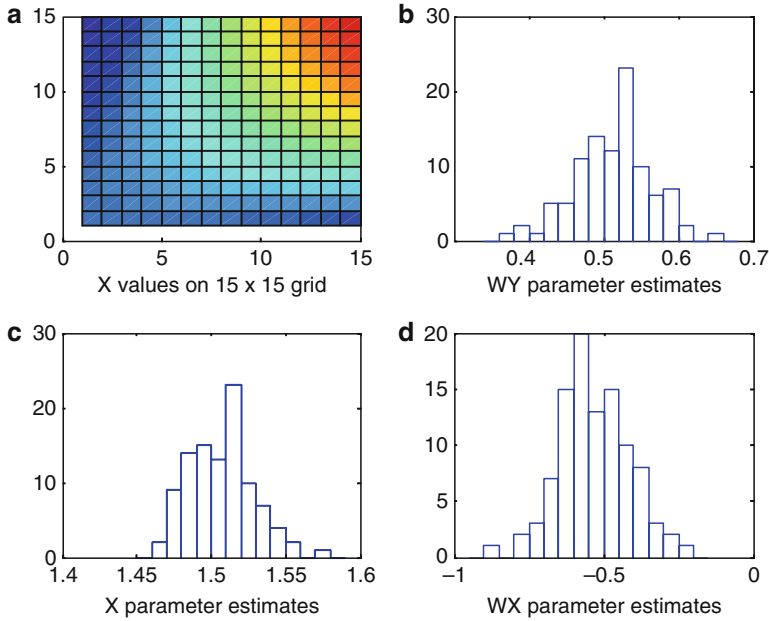 a
15
10
5
0
0 5 10 15
X values on 15 x 15 grid
b
30
20
10
0
0.4 0.5 0.6 0.7
WY parameter estimates
c
30
20
10
0
1.4 1.45 1.5 1.55 1.6
X parameter estimates
d
20
15
10
5
0
−1 −0.5 0
WX parameter estimates